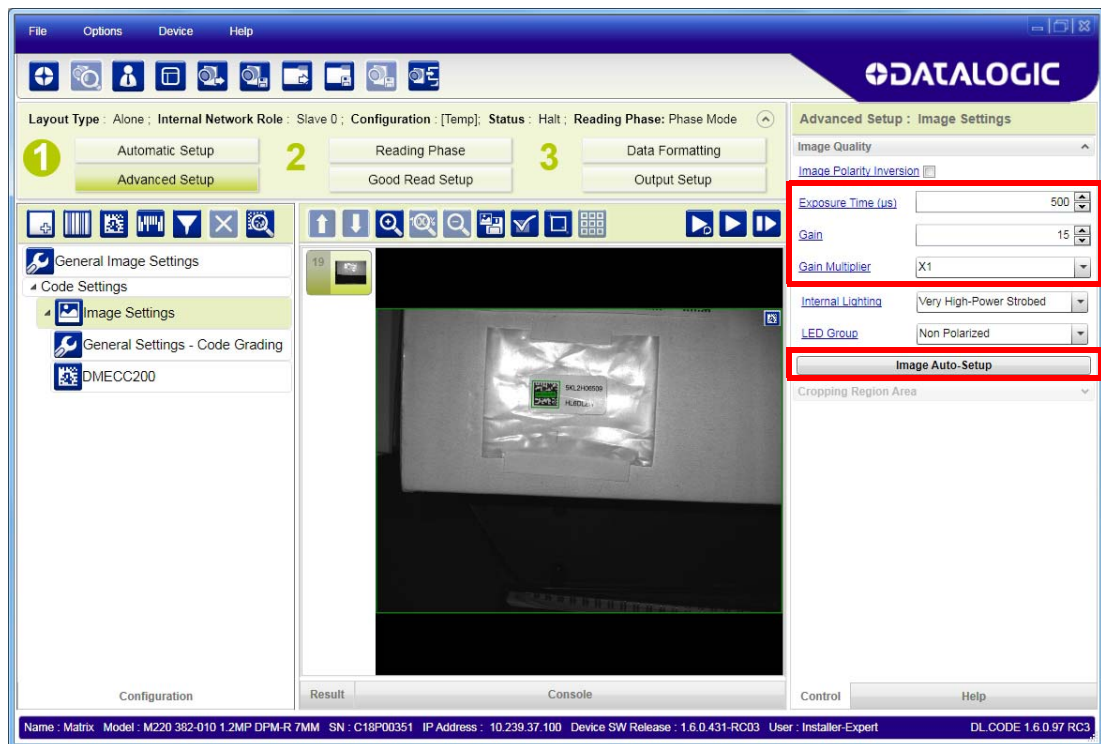 File Options Device Help
DATALOGIC
Layout Type : Alone ; Internal Network Role : Slave 0 ; Configuration : [Temp]; Status : Halt ; Reading Phase: Phase Mode
1 Automatic Setup
Advanced Setup
2 Reading Phase
Good Read Setup
3 Data Formatting
Output Setup
General Image Settings
Code Settings
Image Settings
General Settings - Code Grading
DMECC200
Configuration
100%
19
5KL2H06509
Result Console
Advanced Setup : Image Settings
Image Quality
Image Polarity Inversion
Exposure Time (µs) 500
Gain 15
Gain Multiplier X1
Internal Lighting Very High-Power Strobed
LED Group Non Polarized
Image Auto-Setup
Cropping Region Area
Control Help
Name : Matrix Model : M220 382-010 1.2MP DPM-R 7MM SN : C18P00351 IP Address : 10.239.37.100 Device SW Release : 1.6.0.431-RC03 User : Installer-Expert DL.CODE 1.6.0.97 RC3